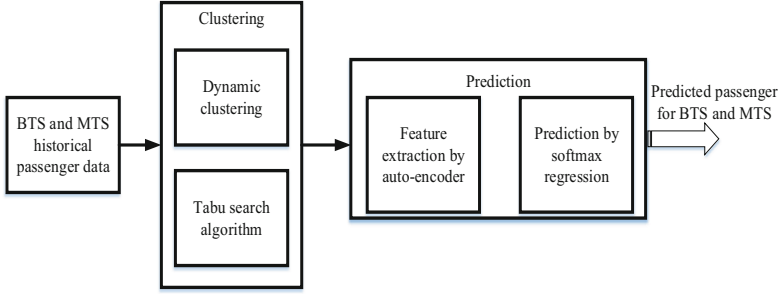 BTS and MTS
historical
passenger data
Clustering
Dynamic
clustering
Tabu search
algorithm
Prediction
Feature
extraction by
auto-encoder
Prediction by
softmax
regression
Predicted passenger
for BTS and MTS